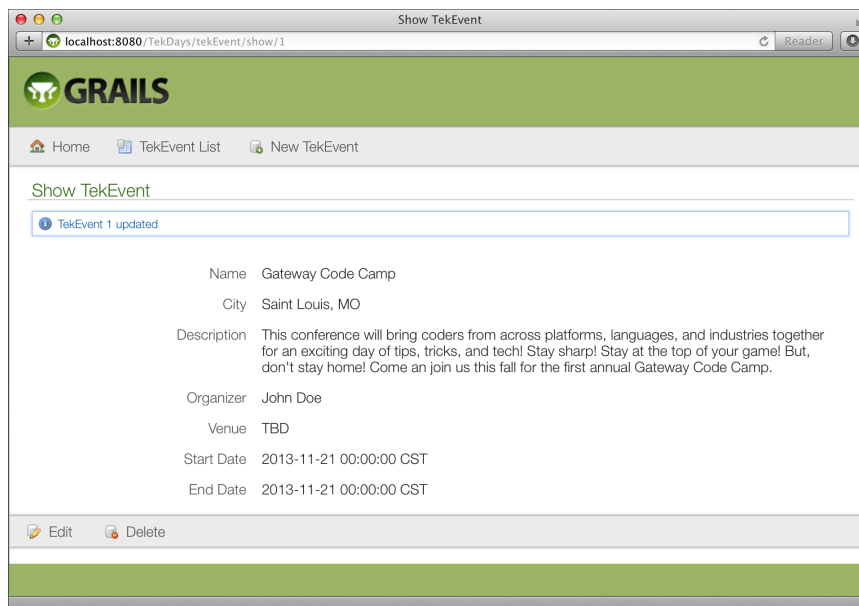 Show TekEvent
localhost:8080/TekDays/tekEvent/show/1
Reader
GRAILS
Home TekEvent List New TekEvent
Show TekEvent
TekEvent 1 updated
Name Gateway Code Camp
City Saint Louis, MO
Description This conference will bring coders from across platforms, languages, and industries together
for an exciting day of tips, tricks, and tech! Stay sharp! Stay at the top of your game! But,
don't stay home! Come an join us this fall for the first annual Gateway Code Camp.
Organizer John Doe
Venue TBD
Start Date 2013-11-21 00:00:00 CST
End Date 2013-11-21 00:00:00 CST
Edit Delete